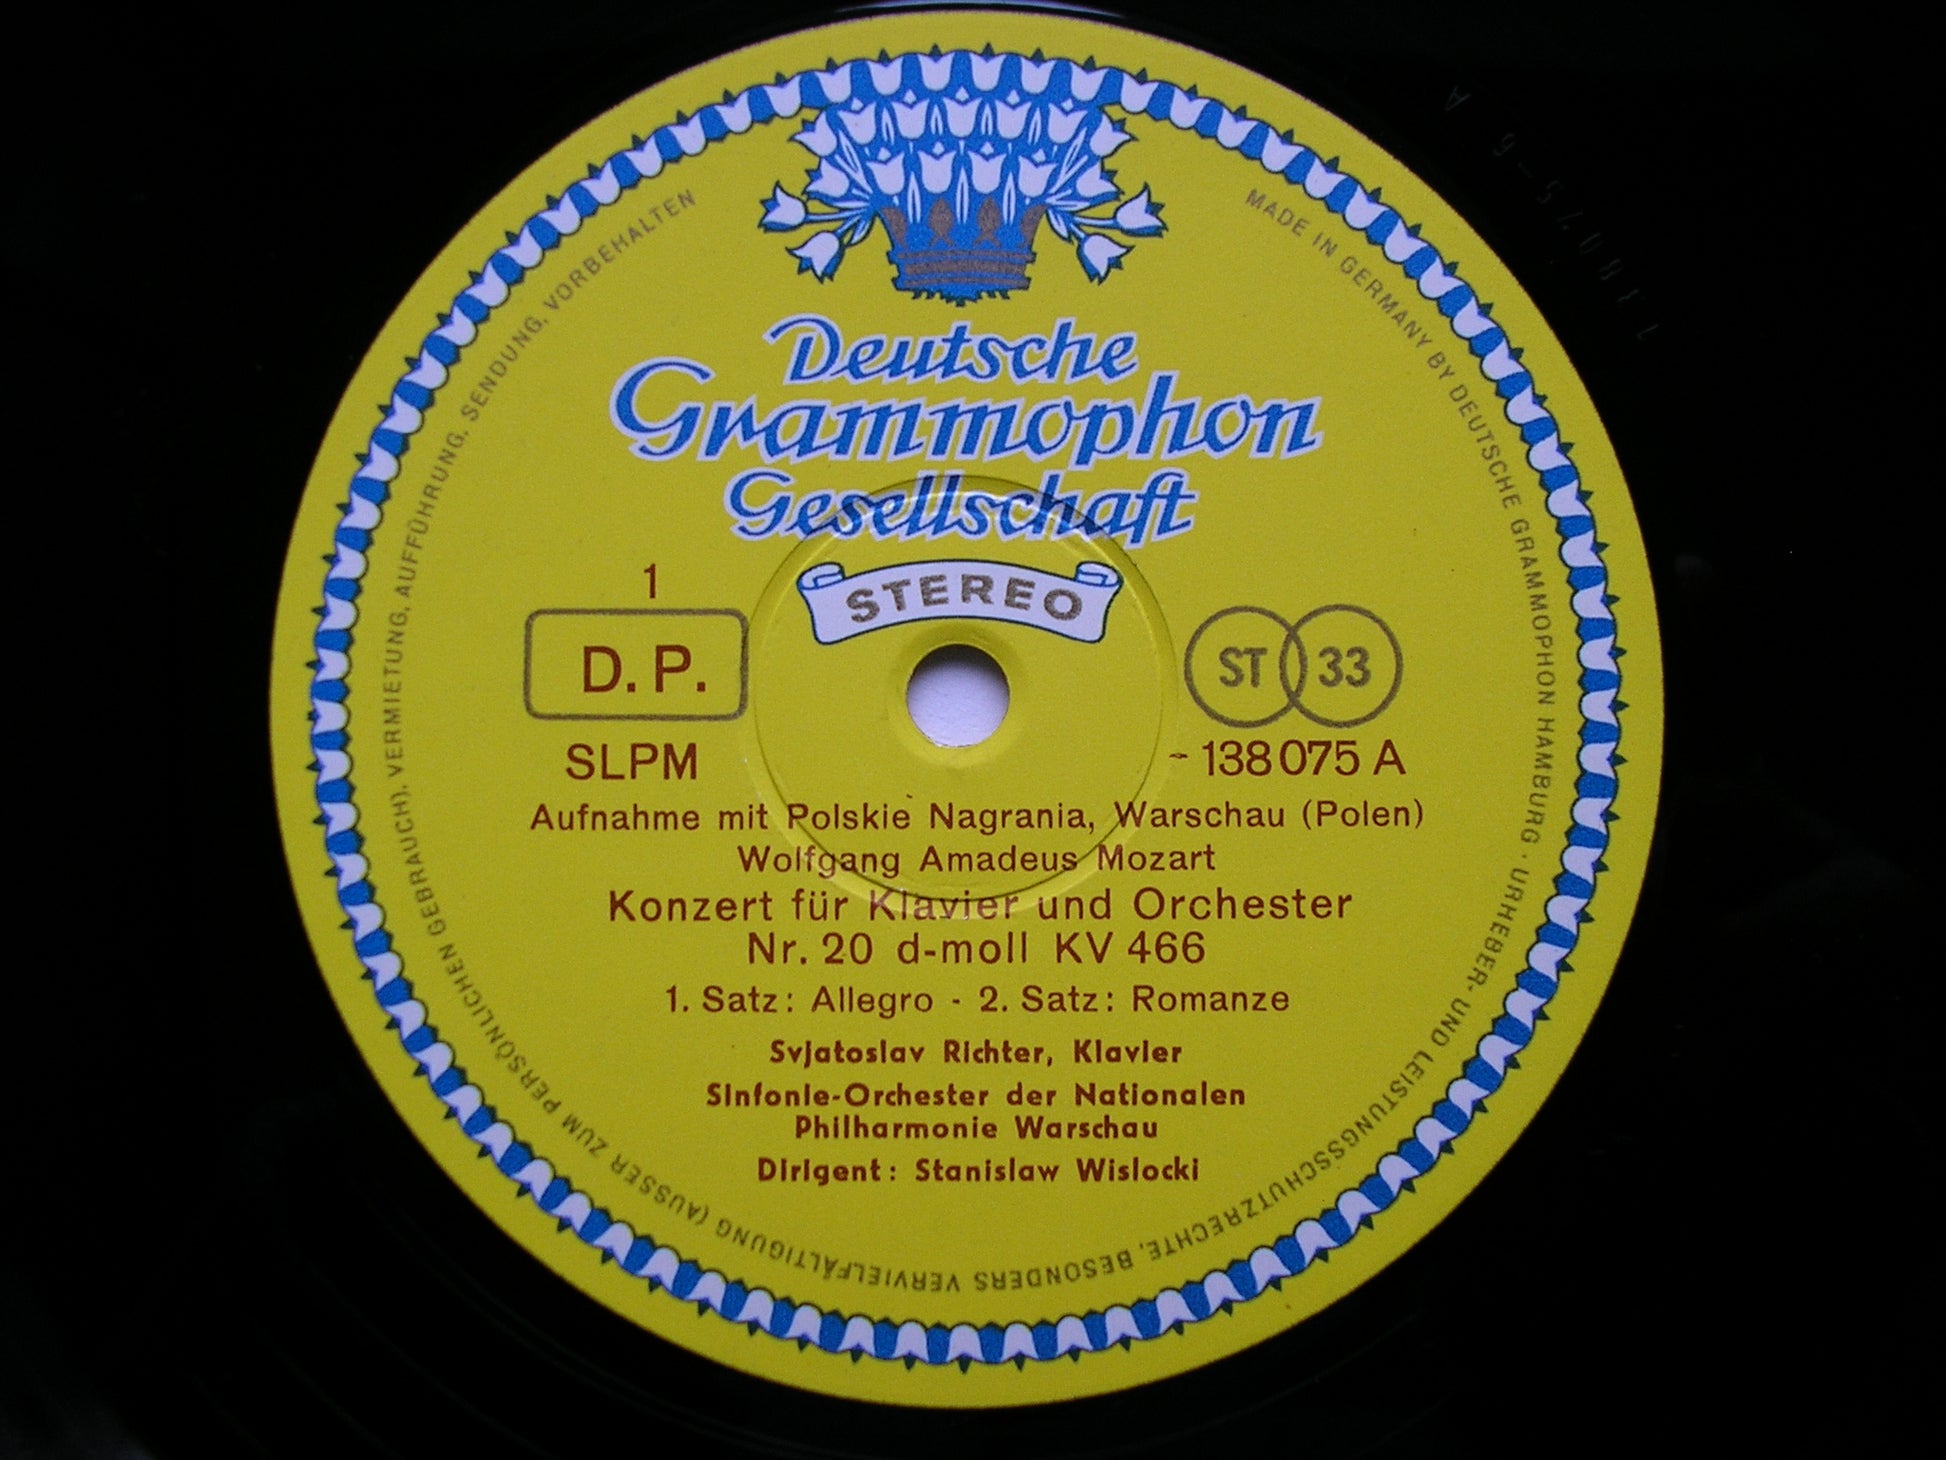 Deutsche
Grammophon
Gesellschaft
STEREO
1
D. P.
ST 33
SLPM
- 138 075 A
Aufnahme mit Polskie Nagrania, Warschau (Polen)
Wolfgang Amadeus Mozart
Konzert für Klavier und Orchester
Nr. 20 d-moll KV 466
1. Satz: Allegro - 2. Satz: Romanze
Svjatoslav Richter, Klavier
Sinfonie-Orchester der Nationalen
Philharmonie Warschau
Dirigent: Stanislaw Wislocki
MADE IN GERMANY BY DEUTSCHE GRAMMOPHON HAMBURG · URHEBER- UND LEISTUNGSSCHUTZRECHTE, BESONDERS VERVIELFÄLTIGUNG (AUSSER ZUM PERSÖNLICHEN GEBRAUCH), VERMIETUNG, AUFFÜHRUNG, SENDUNG, VORBEHALTEN